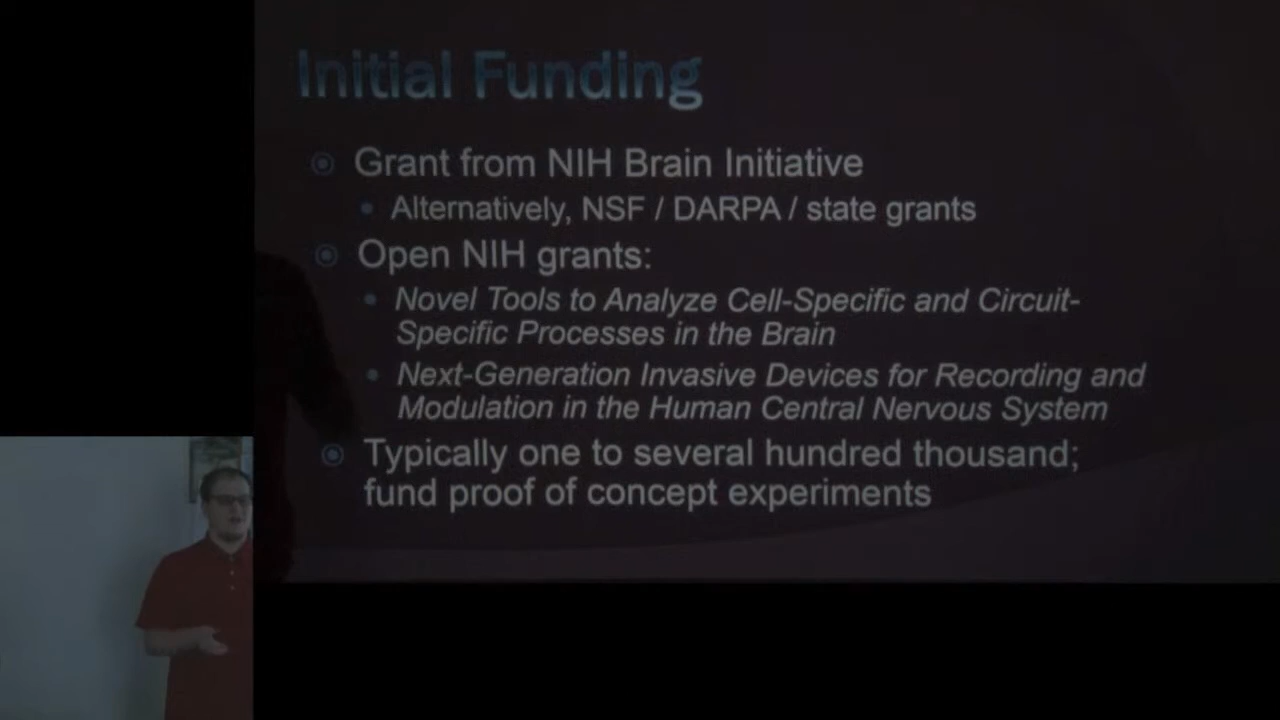 Initial Funding
Grant from NIH Brain Initiative
Alternatively, NSF / DARPA / state grants
Open NIH grants:
Novel Tools to Analyze Cell-Specific and Circuit-
Specific Processes in the Brain
Next-Generation Invasive Devices for Recording and
Modulation in the Human Central Nervous System
Typically one to several hundred thousand;
fund proof of concept experiments